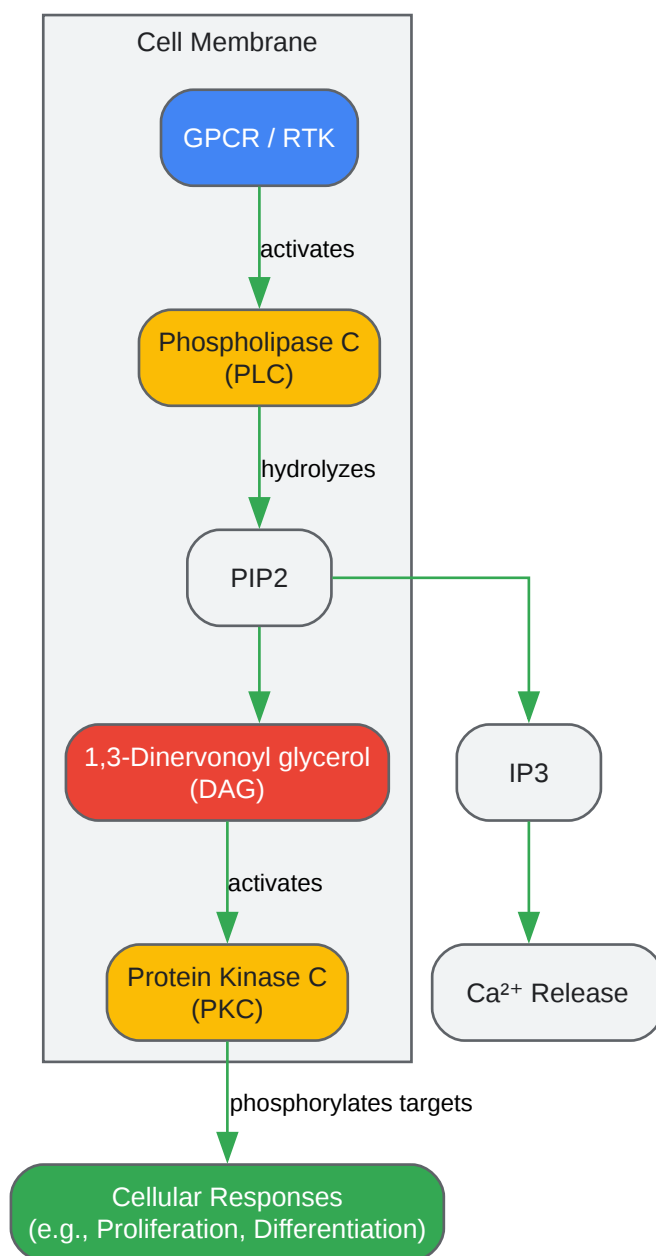 Cell Membrane
GPCR / RTK
activates
Phospholipase C
(PLC)
hydrolyzes
PIP2
1,3-Dinervonoyl glycerol
(DAG)
IP3
activates
Protein Kinase C
(PKC)
Ca²⁺ Release
phosphorylates targets
Cellular Responses
(e.g., Proliferation, Differentiation)